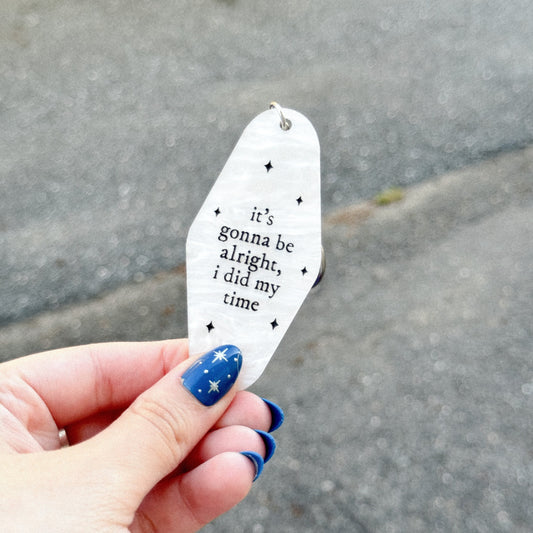 it's
gonna be
alright,
i did my
time